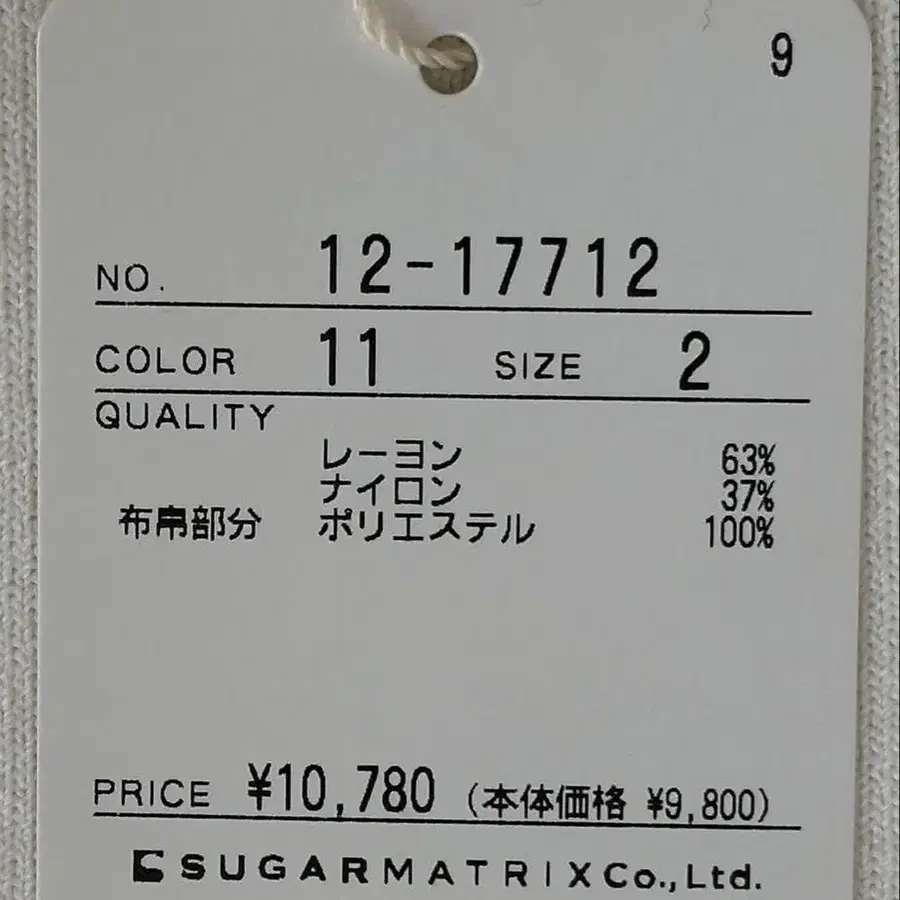 9
NO. 12-17712
COLOR 11 SIZE 2
QUALITY
レーヨン 63%
ナイロン 37%
布帛部分 ポリエステル 100%
PRICE ¥10,780 (本体価格 ¥9,800)
SUGARMATRIX Co., Ltd.